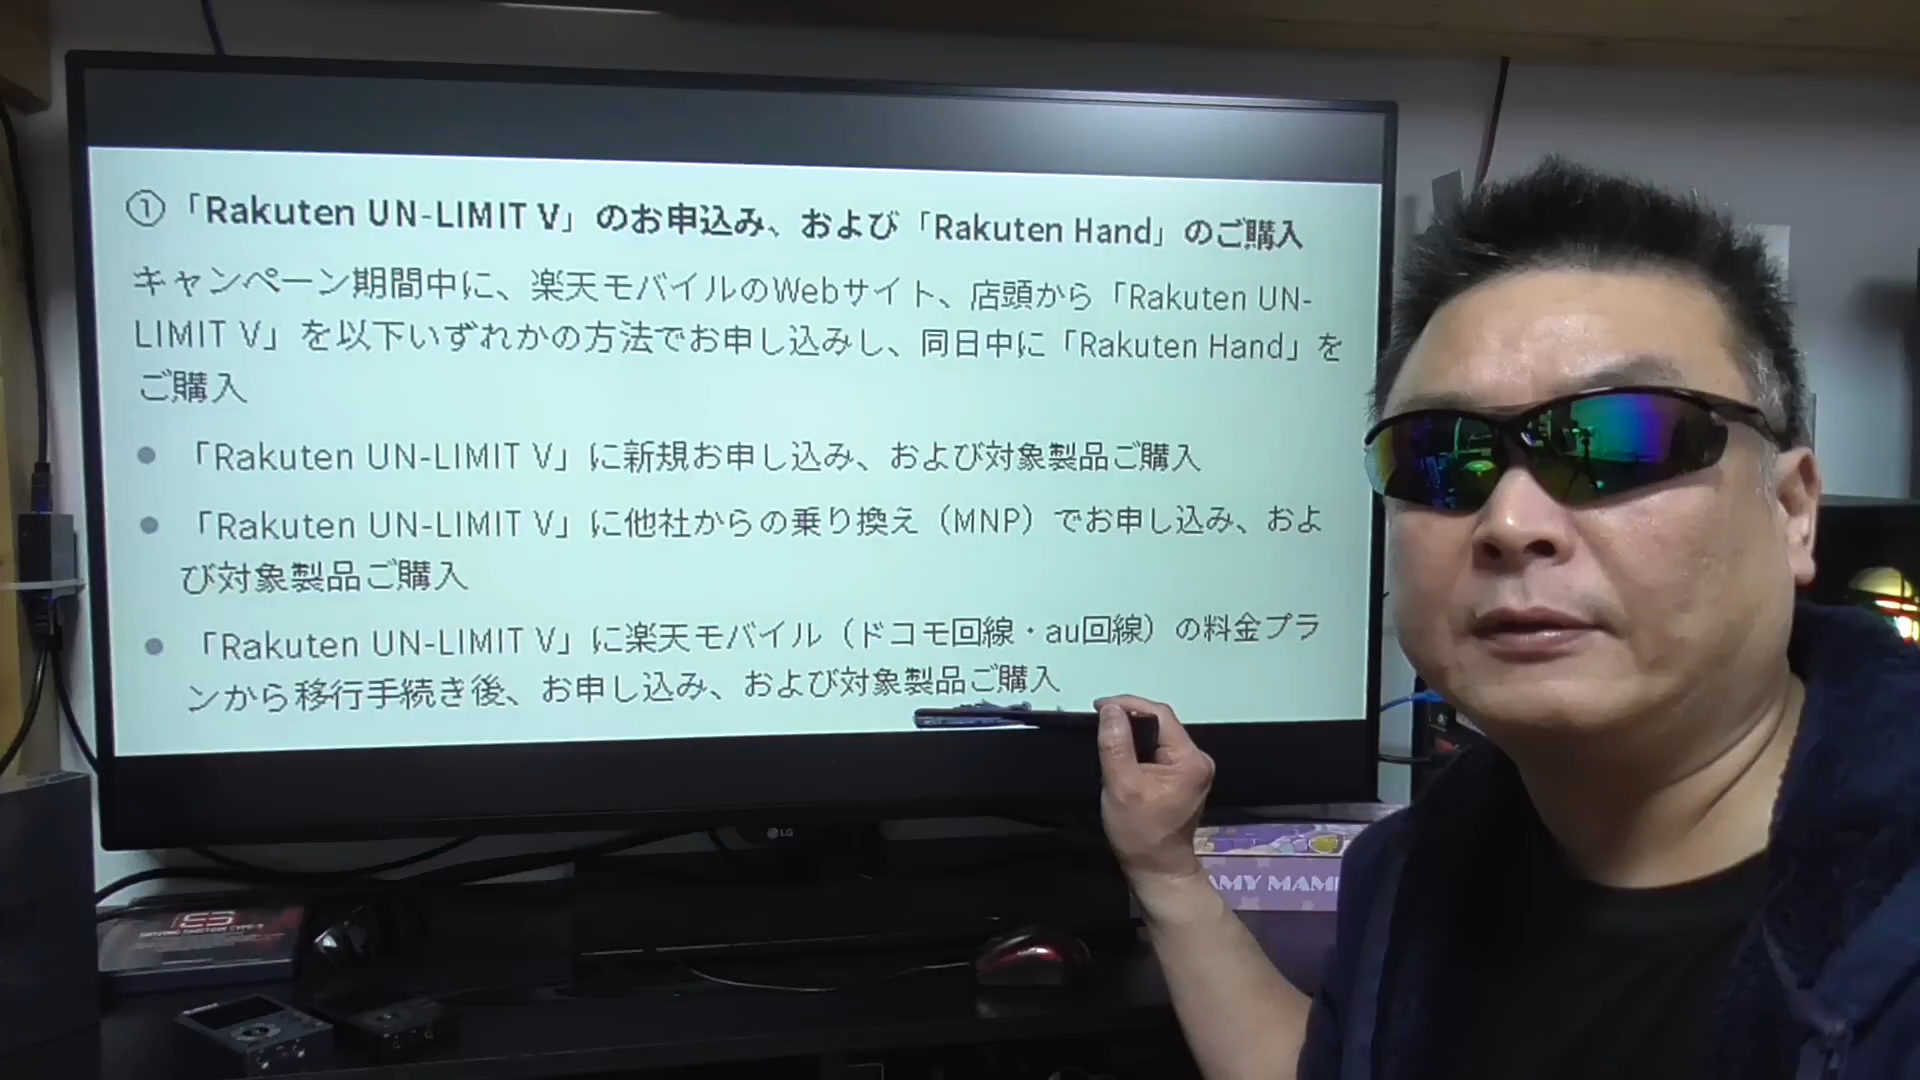 ①「Rakuten UN-LIMIT V」のお申込み、および「Rakuten Hand」のご購入
キャンペーン期間中に、楽天モバイルのWebサイト、店頭から「Rakuten UN-
LIMIT V」を以下いずれかの方法でお申し込みし、同日中に「Rakuten Hand」を
ご購入
● 「Rakuten UN-LIMIT V」に新規お申し込み、および対象製品ご購入
● 「Rakuten UN-LIMIT V」に他社からの乗り換え（MNP）でお申し込み、およ
び対象製品ご購入
● 「Rakuten UN-LIMIT V」に楽天モバイル（ドコモ回線・au回線）の料金プラ
ンから移行手続き後、お申し込み、および対象製品ご購入
LG
AMY MAM